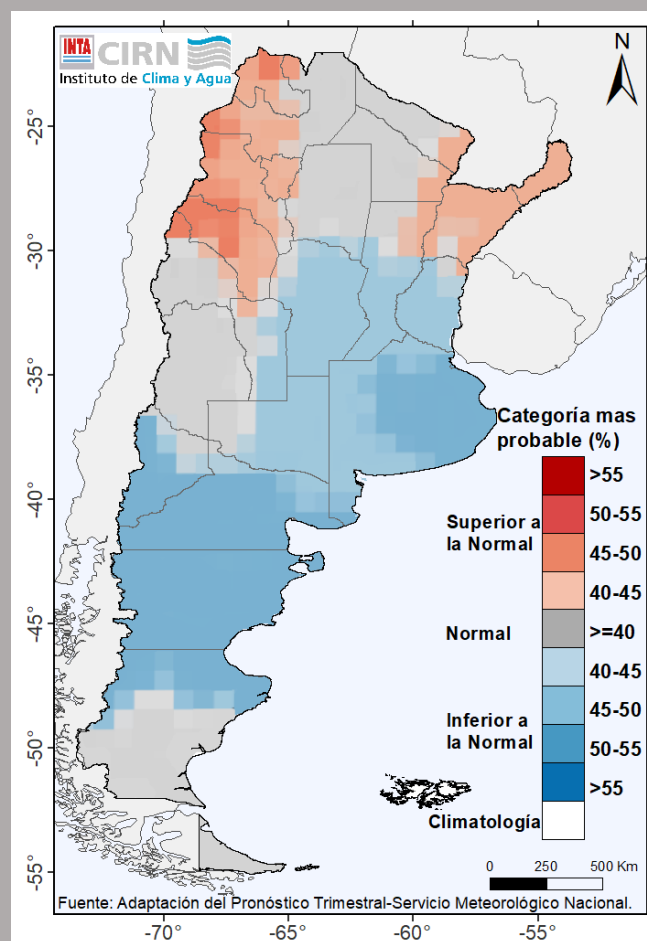 INTA CIRN
Instituto de Clima y Agua
N
-25°
-30°
-35°
-40°
-45°
-50°
-55°
Categoría mas
probable (%)
>55
50-55
Superior a
la Normal
45-50
40-45
Normal
>=40
40-45
45-50
Inferior a
la Normal
50-55
>55
Climatología
0 250 500 Km
Fuente: Adaptación del Pronóstico Trimestral-Servicio Meteorológico Nacional.
-70° -65° -60° -55°